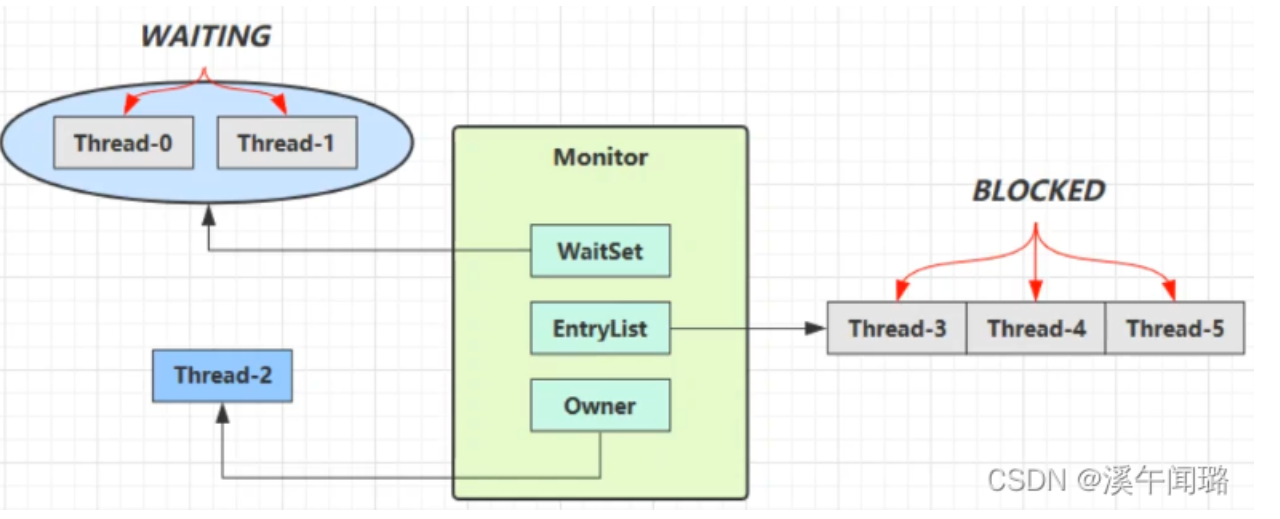 WAITING
Thread-0
Thread-1
Monitor
BLOCKED
WaitSet
EntryList
Thread-3
Thread-4
Thread-5
Thread-2
Owner
CSDN @溪午闻璐